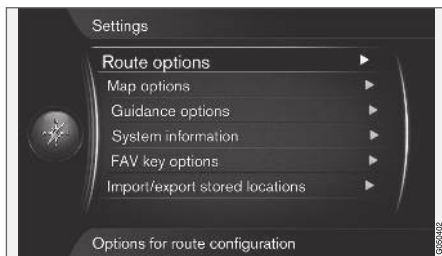 Settings
Route options
Map options
Guidance options
System information
FAV key options
Import/export stored locations
Options for route configuration
G050402